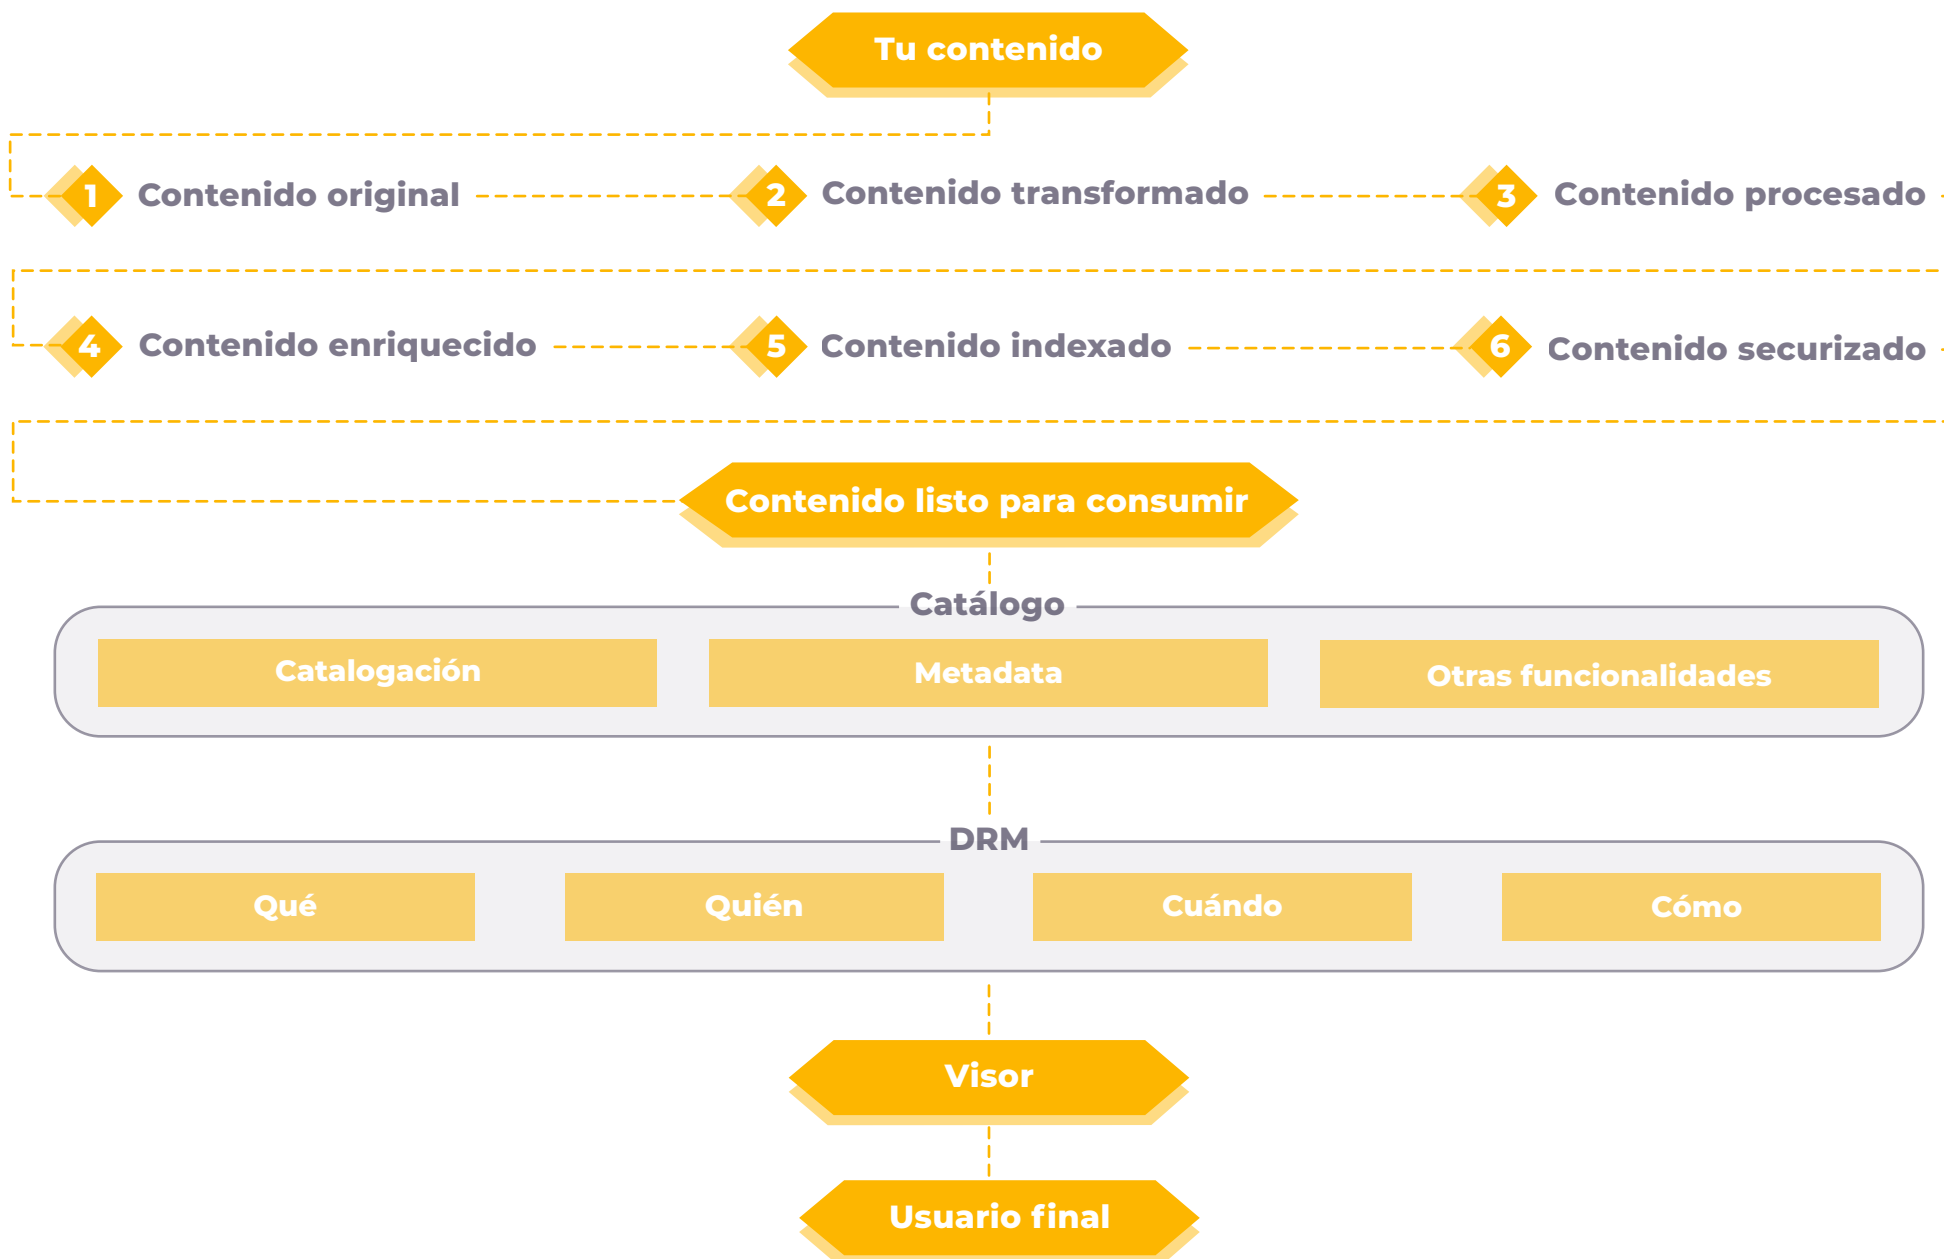 Tu contenido
1 Contenido original
2 Contenido transformado
3 Contenido procesado
4 Contenido enriquecido
5 Contenido indexado
6 Contenido securizado
Contenido listo para consumir
Catálogo
Catalogación
Metadata
Otras funcionalidades
DRM
Qué
Quién
Cuándo
Cómo
Visor
Usuario final